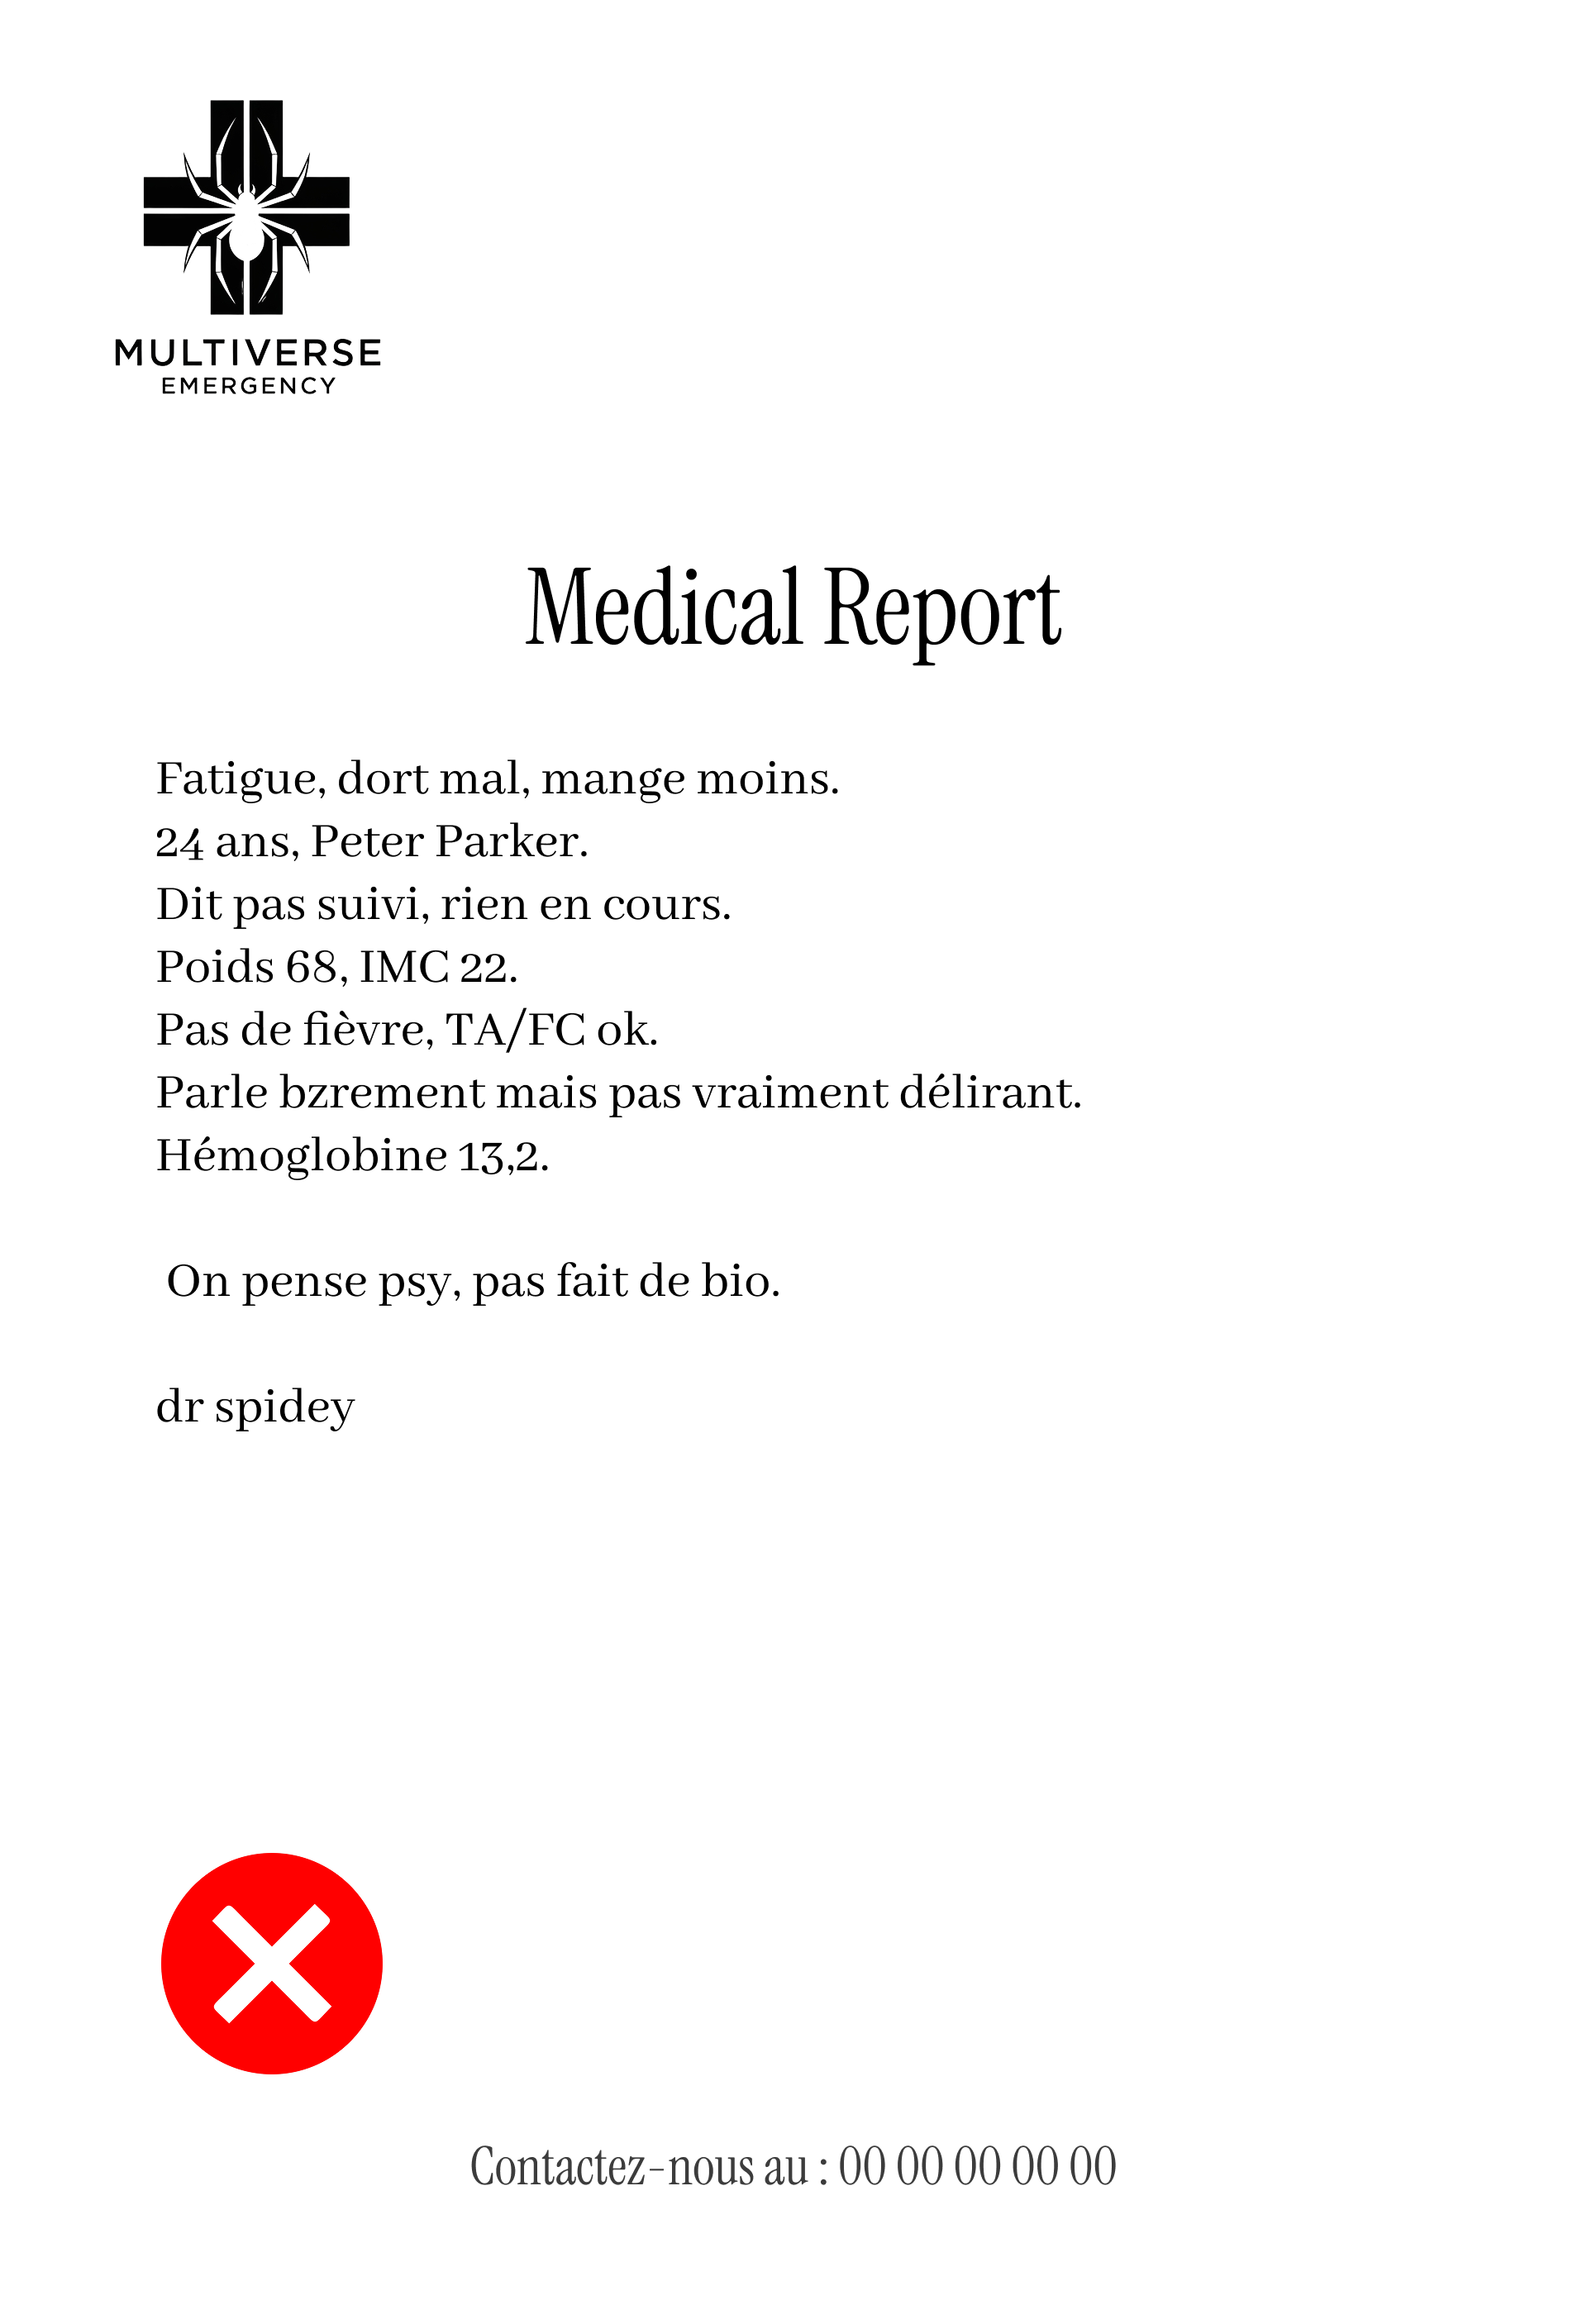 MULTIVERSE
EMERGENCY
Medical Report
Fatigue, dort mal, mange moins.
24 ans, Peter Parker.
Dit pas suivi, rien en cours.
Poids 68, IMC 22.
Pas de fièvre, TA/FC ok.
Parle bzrement mais pas vraiment délirant.
Hémoglobine 13,2.
On pense psy, pas fait de bio.
dr spidey
Contactez-nous au : 00 00 00 00 00